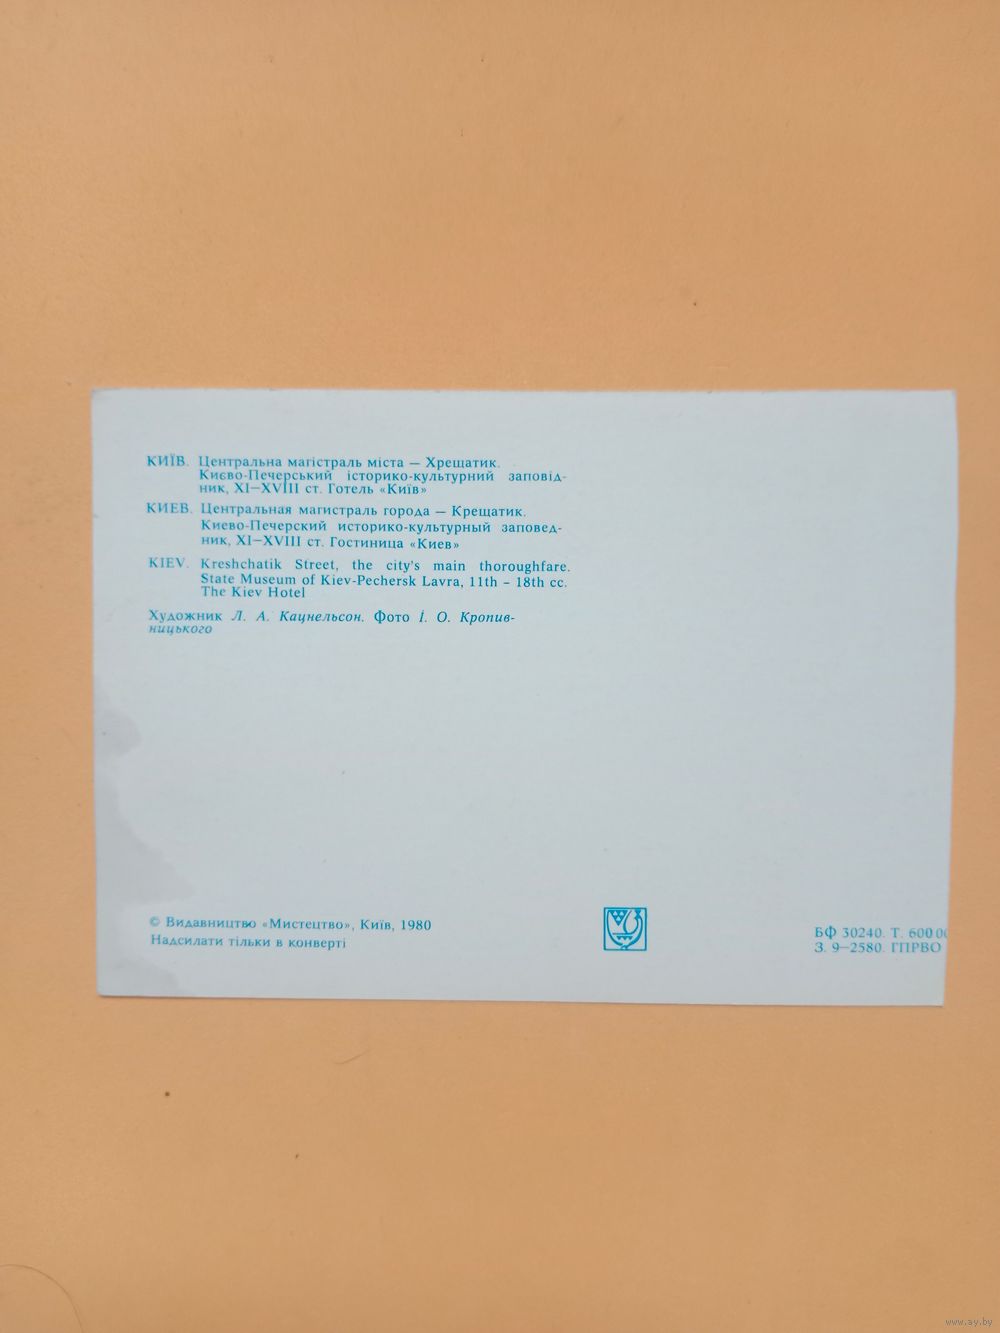 КИЇВ. Центральна магістраль міста — Хрещатик.
Києво-Печерський історико-культурний заповід-
ник, XI—XVIII ст. Готель «Київ»
КИЕВ. Центральная магистраль города — Крещатик.
Киево-Печерский историко-культурный заповед-
ник, XI—XVIII ст. Гостиница «Киев»
KIEV. Kreshchatik Street, the city's main thoroughfare.
State Museum of Kiev-Pechersk Lavra, 11th – 18th cc.
The Kiev Hotel
Художник Л. А. Кацнельсон. Фото І. О. Кропив-
ницького
© Видавництво «Мистецтво», Київ, 1980
Надсилати тільки в конверті
БФ 30240. Т. 600 00
З. 9—2580. ГПРВО
www.ay.by